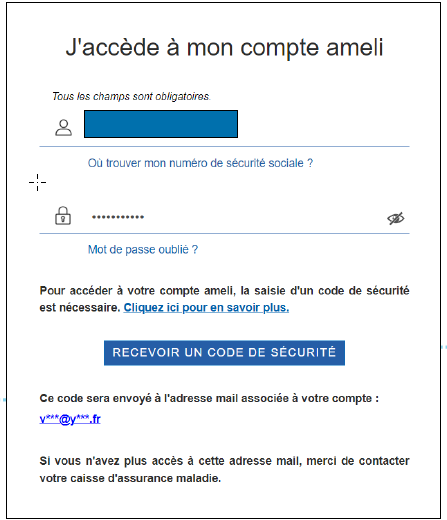 J'accède à mon compte ameli
Tous les champs sont obligatoires.
Où trouver mon numéro de sécurité sociale ?
•••••••••••
Mot de passe oublié ?
Pour accéder à votre compte ameli, la saisie d'un code de sécurité
est nécessaire. Cliquez ici pour en savoir plus.
RECEVOIR UN CODE DE SÉCURITÉ
Ce code sera envoyé à l'adresse mail associée à votre compte :
v***@y***.fr
Si vous n'avez plus accès à cette adresse mail, merci de contacter
votre caisse d'assurance maladie.